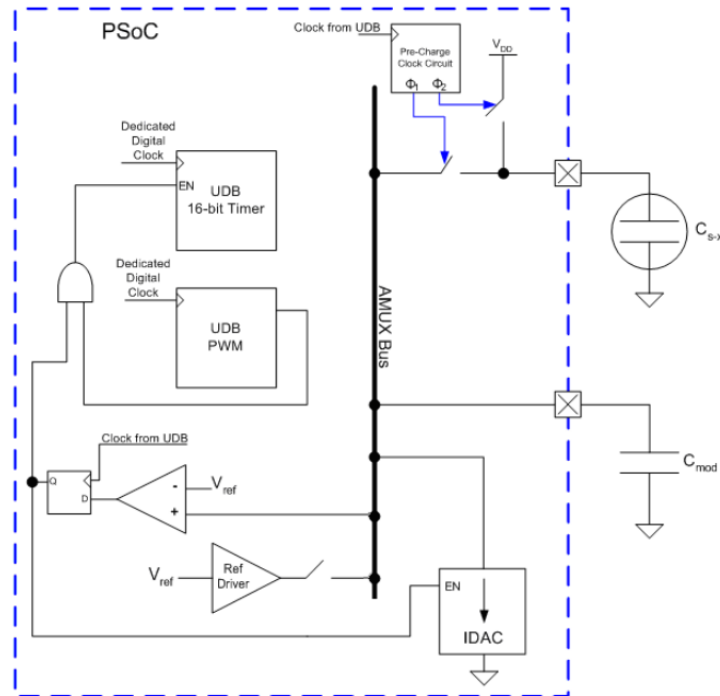 PSoC
Clock from UDB
Pre-Charge
Clock Circuit
Φ1 Φ2
VDD
Dedicated
Digital
Clock
EN
UDB
16-bit Timer
Cs-x
Dedicated
Digital
Clock
UDB
PWM
AMUX Bus
Clock from UDB
Q
D
-
+
Vref
Cmod
Vref
Ref
Driver
EN
IDAC